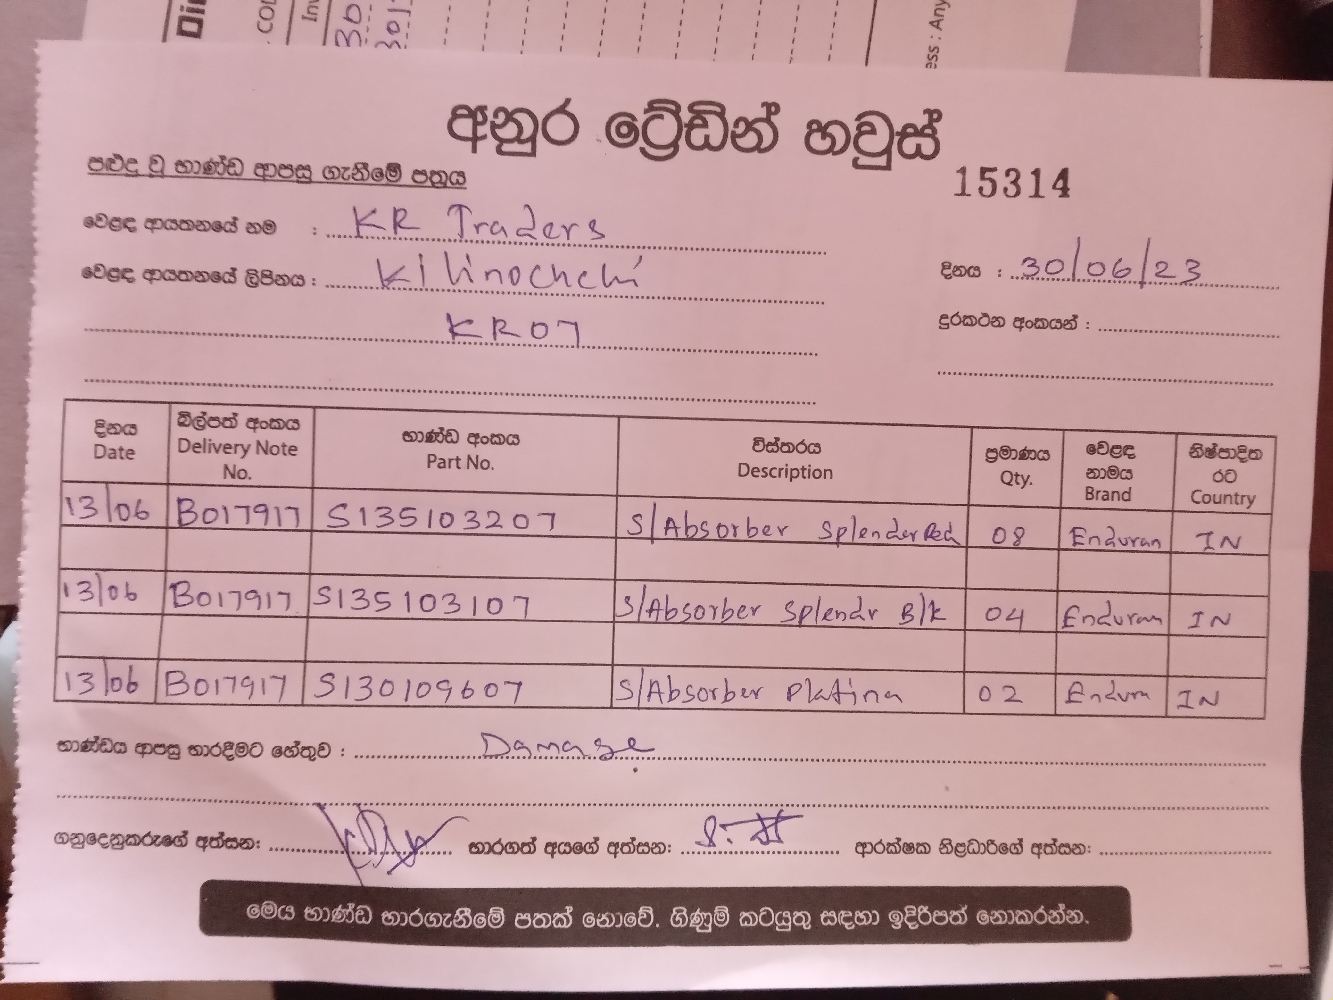 අනුර ට්‍රේඩින් හවුස්
පළුදු වූ භාණ්ඩ ආපසු ගැනීමේ පත්‍රය
15314
වෙළඳ ආයතනයේ නම : KR Traders
වෙළඳ ආයතනයේ ලිපිනය : Kilinochchi
දිනය : 30/06/23
KR07
දුරකථන අංකයන් :
දිනය Date බිල්පත් අංකය Delivery Note No. භාණ්ඩ අංකය Part No. විස්තරය Description ප්‍රමාණය Qty. වෙළඳ නාමය Brand නිෂ්පාදිත රට Country
13/06 B017917 S135103207 S/Absorber Splender Red 08 Enduran IN
13/06 B017917 S135103107 S/Absorber Splendr B/k 04 Enduran IN
13/06 B017917 S130109607 S/Absorber Platina 02 Endurn IN
භාණ්ඩය ආපසු භාරදීමට හේතුව : Damage
ගනුදෙනුකරුගේ අත්සන: භාරගත් අයගේ අත්සන: ආරක්ෂක නිළධාරිගේ අත්සන:
මෙය භාණ්ඩ භාරගැනීමේ පතක් නොවේ. ගිණුම් කටයුතු සඳහා ඉදිරිපත් නොකරන්න.